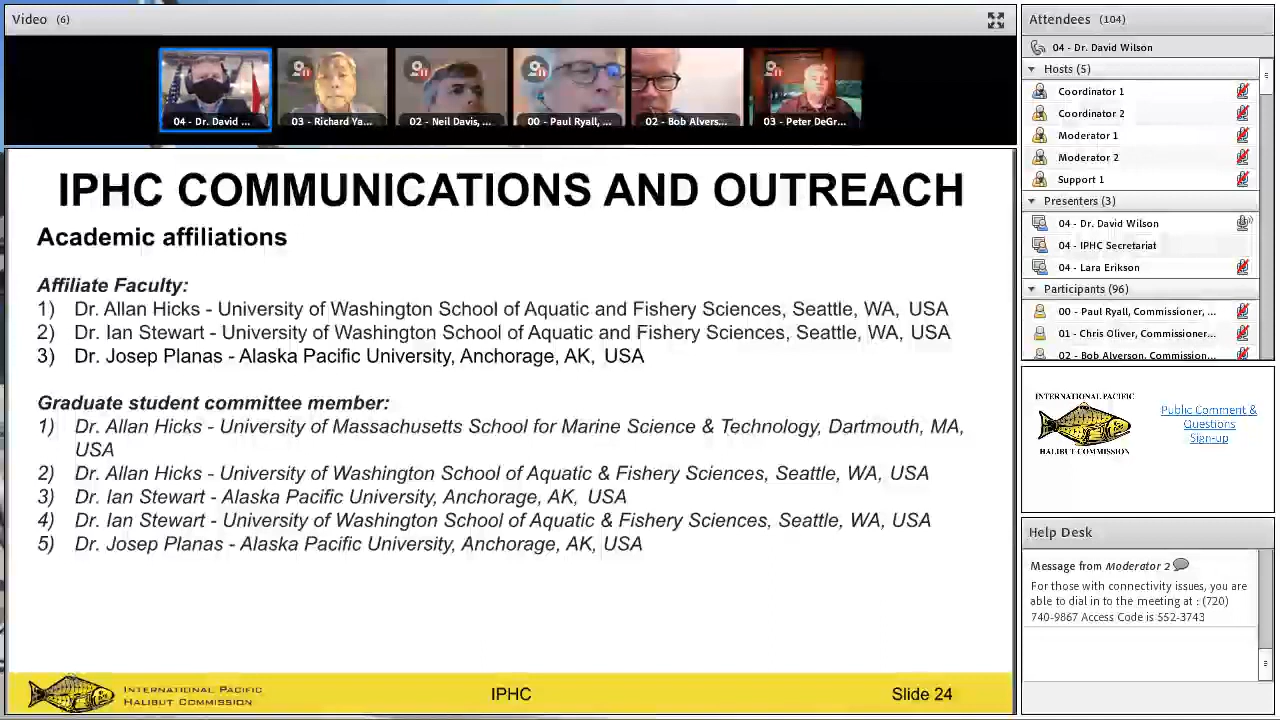 Video (6)
04 - Dr. David ...
03 - Richard Ya...
02 - Neil Davis, ...
00 - Paul Ryall, ...
02 - Bob Alvers...
03 - Peter DeGr...
IPHC COMMUNICATIONS AND OUTREACH
Academic affiliations
Affiliate Faculty:
1) Dr. Allan Hicks - University of Washington School of Aquatic and Fishery Sciences, Seattle, WA, USA
2) Dr. Ian Stewart - University of Washington School of Aquatic and Fishery Sciences, Seattle, WA, USA
3) Dr. Josep Planas - Alaska Pacific University, Anchorage, AK, USA
Graduate student committee member:
1) Dr. Allan Hicks - University of Massachusetts School for Marine Science & Technology, Dartmouth, MA,
USA
2) Dr. Allan Hicks - University of Washington School of Aquatic & Fishery Sciences, Seattle, WA, USA
3) Dr. Ian Stewart - Alaska Pacific University, Anchorage, AK, USA
4) Dr. Ian Stewart - University of Washington School of Aquatic & Fishery Sciences, Seattle, WA, USA
5) Dr. Josep Planas - Alaska Pacific University, Anchorage, AK, USA
INTERNATIONAL PACIFIC
HALIBUT COMMISSION
IPHC
Slide 24
Attendees (104)
04 - Dr. David Wilson
Hosts (5)
Coordinator 1
Coordinator 2
Moderator 1
Moderator 2
Support 1
Presenters (3)
04 - Dr. David Wilson
04 - IPHC Secretariat
04 - Lara Erikson
Participants (96)
00 - Paul Ryall, Commissioner, ...
01 - Chris Oliver, Commissioner...
02 - Bob Alverson, Commission...
INTERNATIONAL PACIFIC
HALIBUT COMMISSION
Public Comment &
Questions
Sign-up
Help Desk
Message from Moderator 2
For those with connectivity issues, you are
able to dial in to the meeting at : (720)
740-9867 Access Code is 552-3743